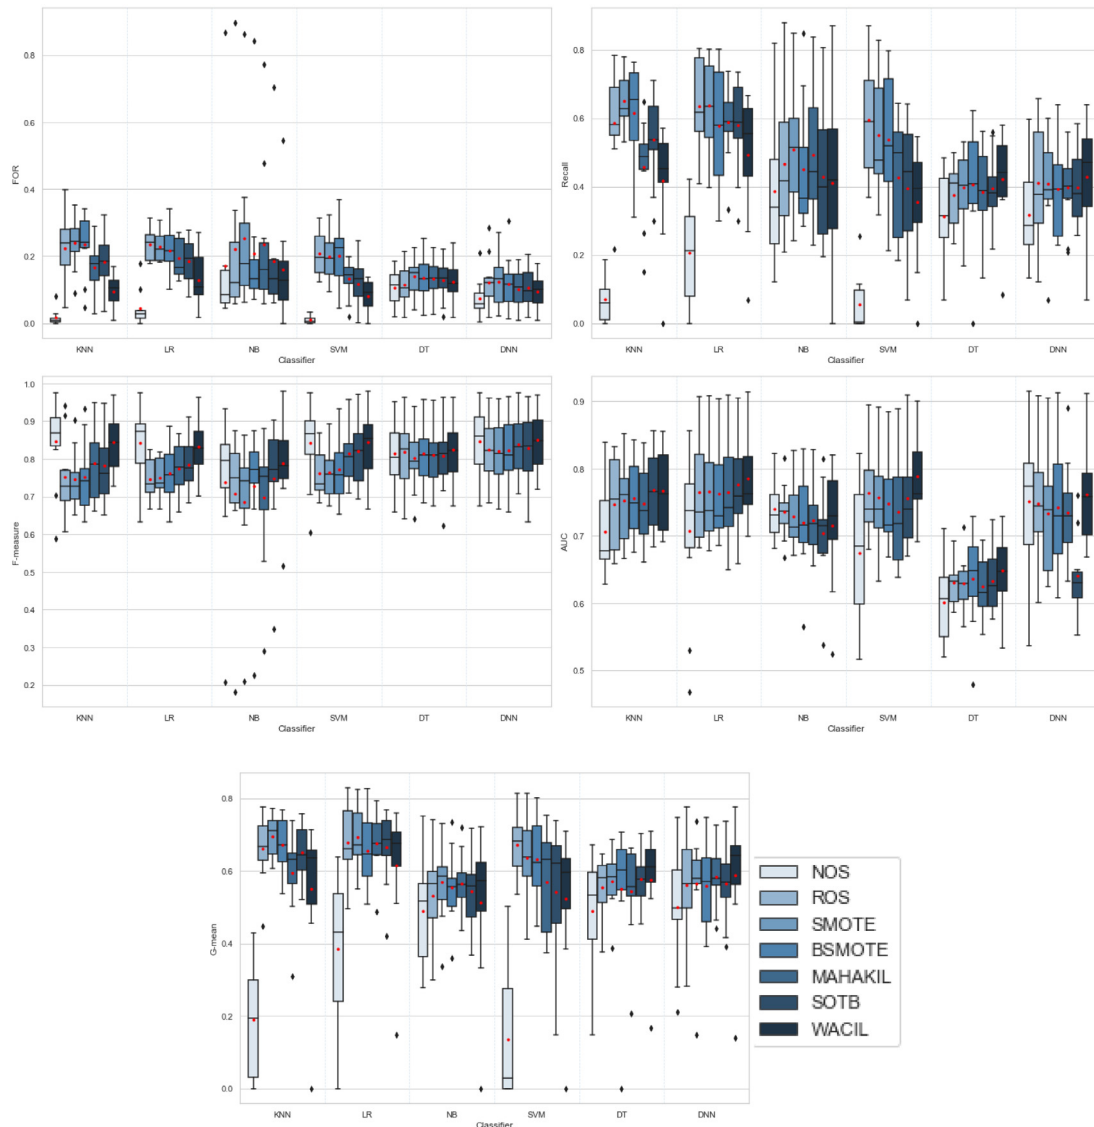 0.8
0.6
0.4
0.2
0.0
FOR
KNN LR NB SVM DT DNN
Classifier
0.8
0.6
0.4
0.2
0.0
Recall
KNN LR NB SVM DT DNN
Classifier
1.0
0.9
0.8
0.7
0.6
0.5
0.4
0.3
0.2
F-measure
KNN LR NB SVM DT DNN
Classifier
0.9
0.8
0.7
0.6
0.5
AUC
KNN LR NB SVM DT DNN
Classifier
0.8
0.6
0.4
0.2
0.0
G-mean
KNN LR NB SVM DT DNN
Classifier
NOS
ROS
SMOTE
BSMOTE
MAHAKIL
SOTB
WACIL